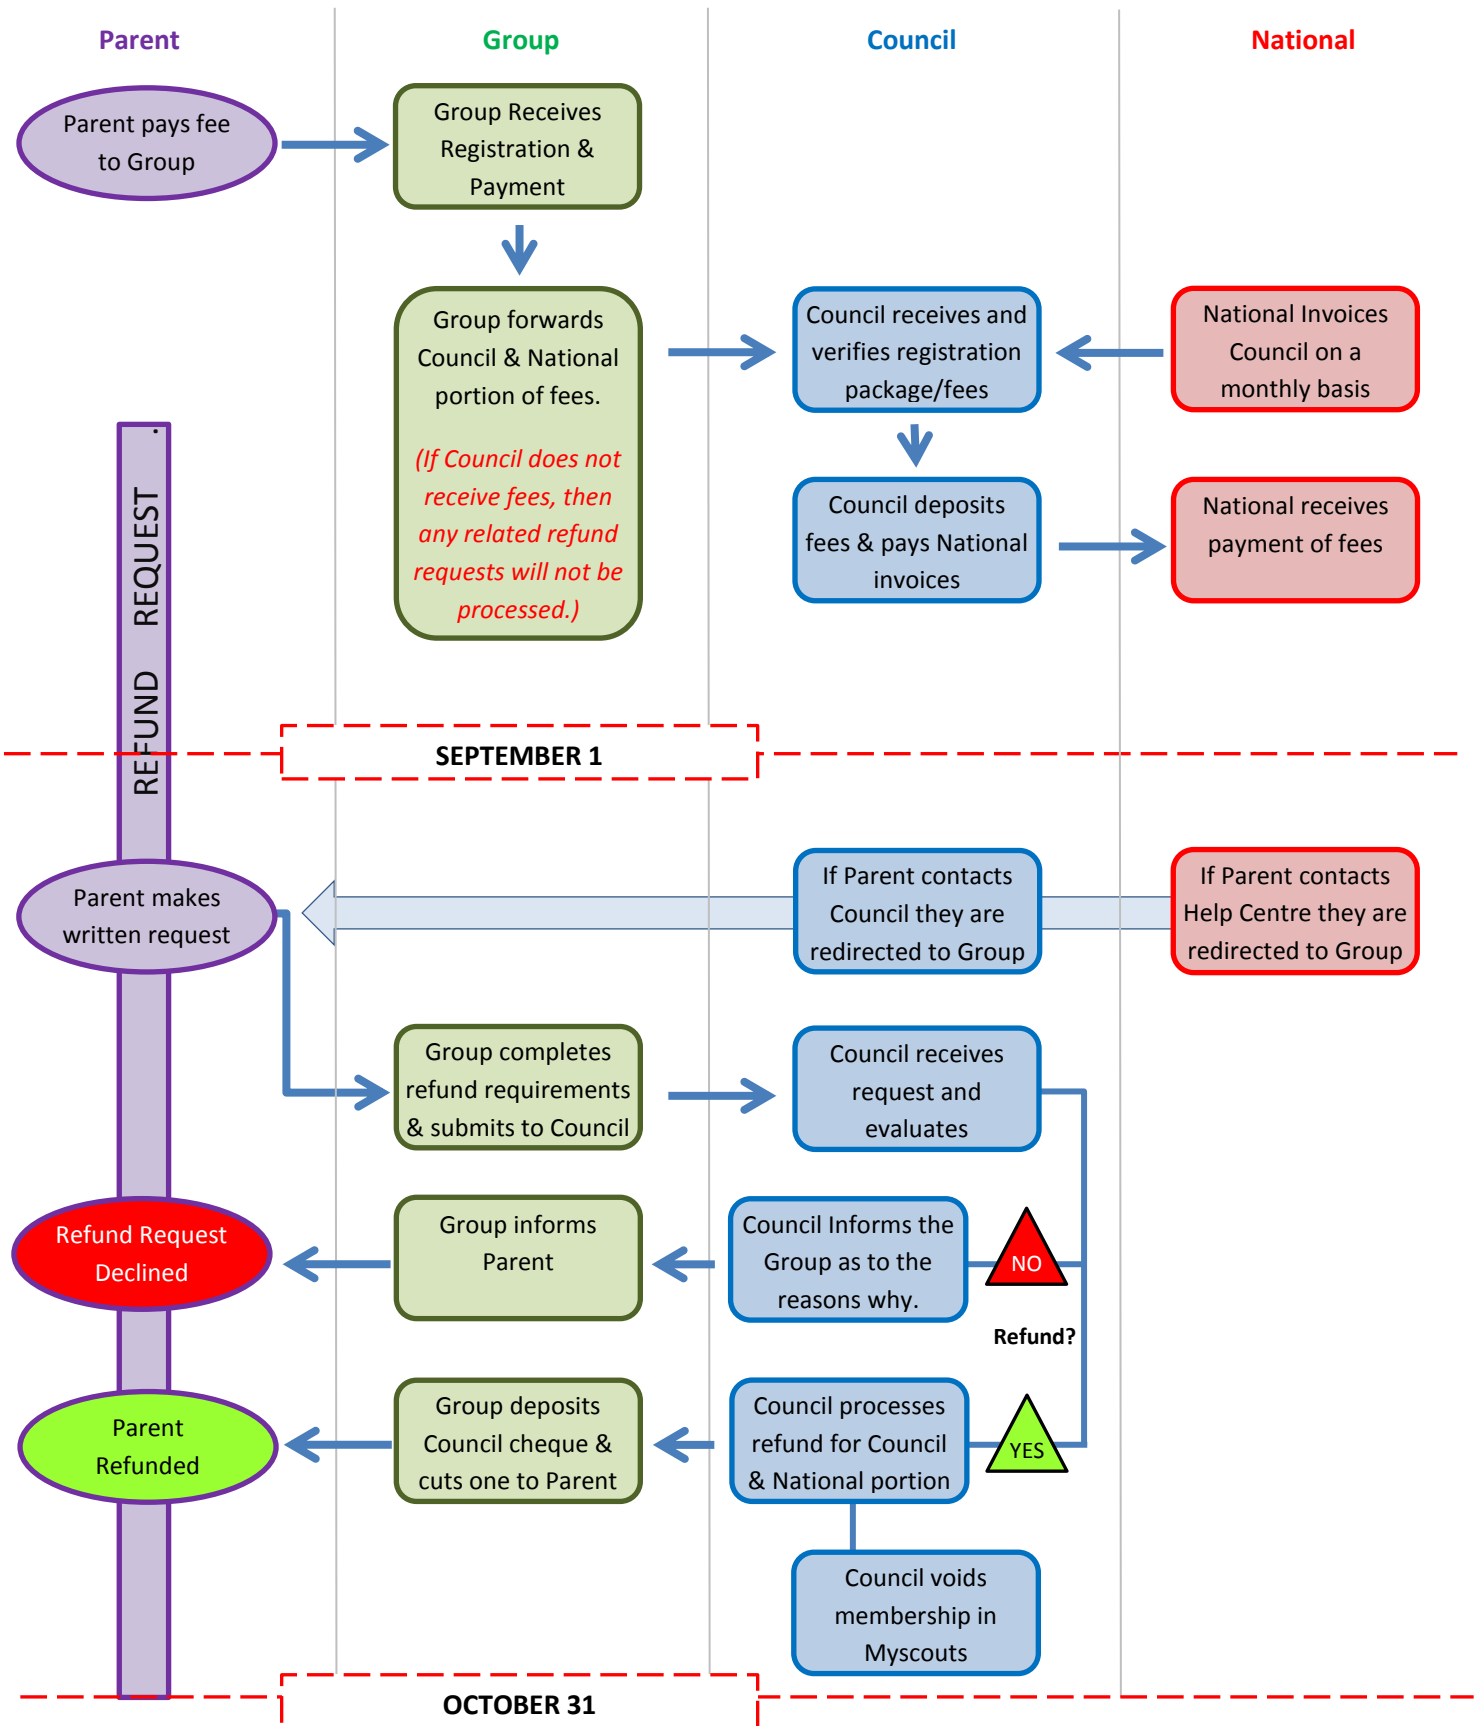 Parent
Group
Council
National
Parent pays fee
to Group
Group Receives
Registration &
Payment
Group forwards
Council & National
portion of fees.
(If Council does not
receive fees, then
any related refund
requests will not be
processed.)
Council receives and
verifies registration
package/fees
National Invoices
Council on a
monthly basis
Council deposits
fees & pays National
invoices
National receives
payment of fees
REFUND REQUEST.
SEPTEMBER 1
Parent makes
written request
If Parent contacts
Council they are
redirected to Group
If Parent contacts
Help Centre they are
redirected to Group
Group completes
refund requirements
& submits to Council
Council receives
request and
evaluates
Refund Request
Declined
Group informs
Parent
Council Informs the
Group as to the
reasons why.
NO
Refund?
Parent
Refunded
Group deposits
Council cheque &
cuts one to Parent
Council processes
refund for Council
& National portion
YES
Council voids
membership in
Myscouts
OCTOBER 31